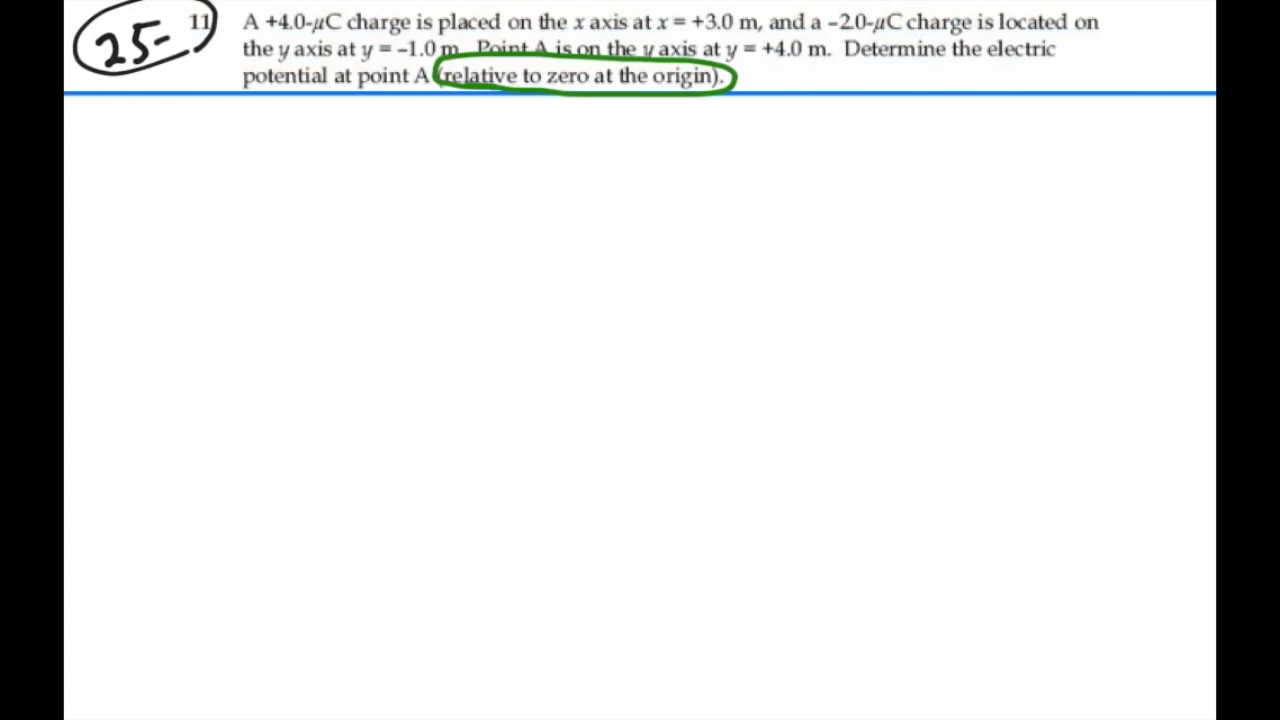 25- 11) A +4.0-μC charge is placed on the x axis at x = +3.0 m, and a –2.0-μC charge is located on
the y axis at y = –1.0 m. Point A is on the y axis at y = +4.0 m. Determine the electric
potential at point A (relative to zero at the origin).